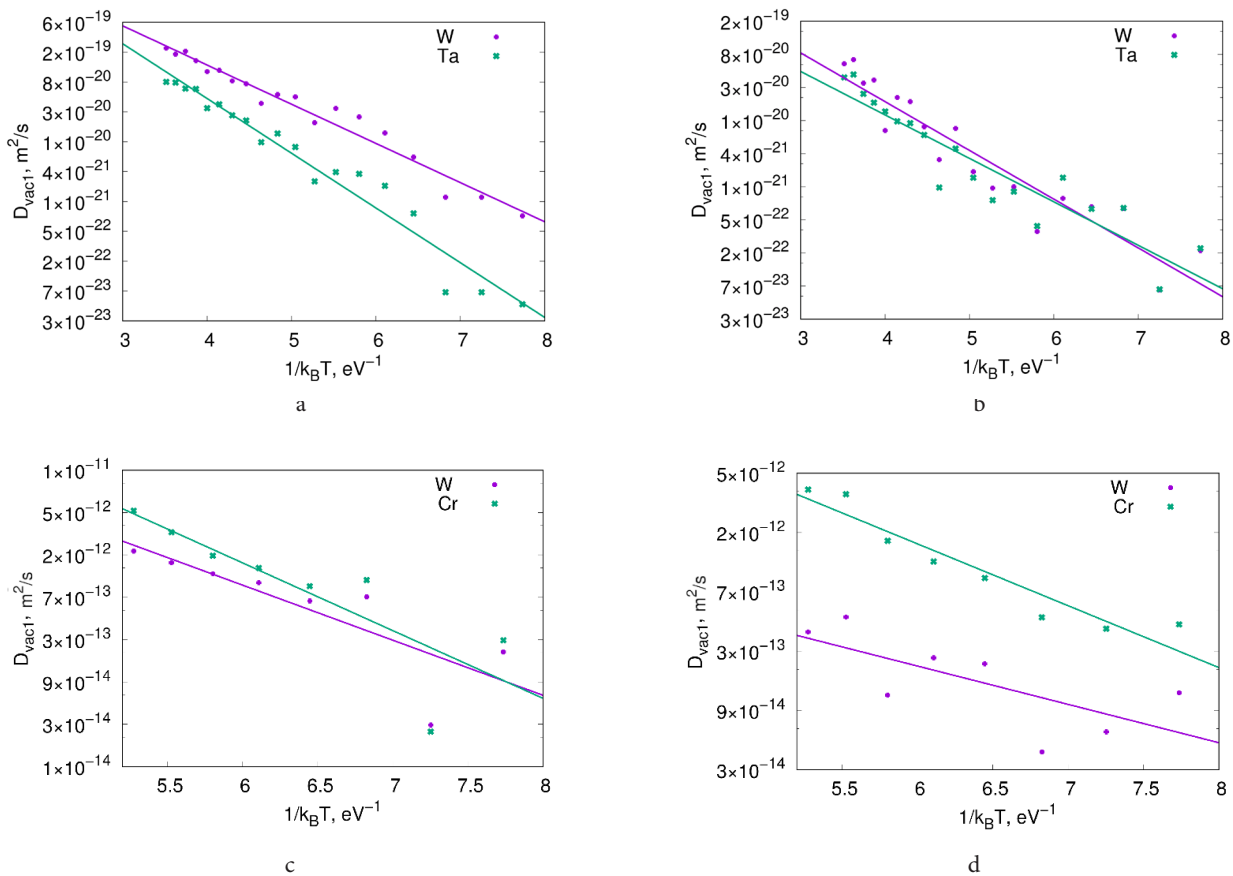 6×10⁻¹⁹
2×10⁻¹⁹
8×10⁻²⁰
3×10⁻²⁰
1×10⁻²⁰
4×10⁻²¹
1×10⁻²¹
5×10⁻²²
2×10⁻²²
7×10⁻²³
3×10⁻²³
D_vac1, m²/s
W
Ta
3 4 5 6 7 8
1/k_BT, eV⁻¹
a
2×10⁻¹⁹
8×10⁻²⁰
3×10⁻²⁰
1×10⁻²⁰
4×10⁻²¹
1×10⁻²¹
5×10⁻²²
2×10⁻²²
7×10⁻²³
3×10⁻²³
D_vac1, m²/s
W
Ta
3 4 5 6 7 8
1/k_BT, eV⁻¹
b
1×10⁻¹¹
5×10⁻¹²
2×10⁻¹²
7×10⁻¹³
3×10⁻¹³
9×10⁻¹⁴
3×10⁻¹⁴
1×10⁻¹⁴
D_vac1, m²/s
W
Cr
5.5 6 6.5 7 7.5 8
1/k_BT, eV⁻¹
c
5×10⁻¹²
2×10⁻¹²
7×10⁻¹³
3×10⁻¹³
9×10⁻¹⁴
3×10⁻¹⁴
D_vac1, m²/s
W
Cr
5.5 6 6.5 7 7.5 8
1/k_BT, eV⁻¹
d